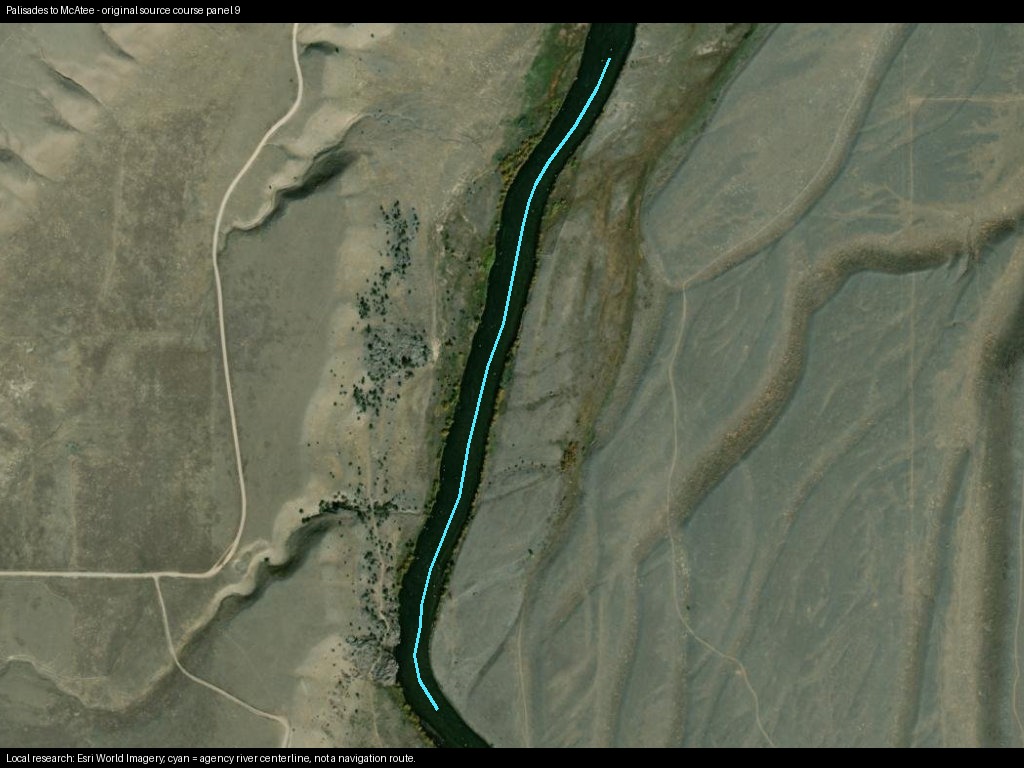 Palisades to McAtee - original source course panel 9
Local research: Esri World Imagery; cyan = agency river centerline, not a navigation route.